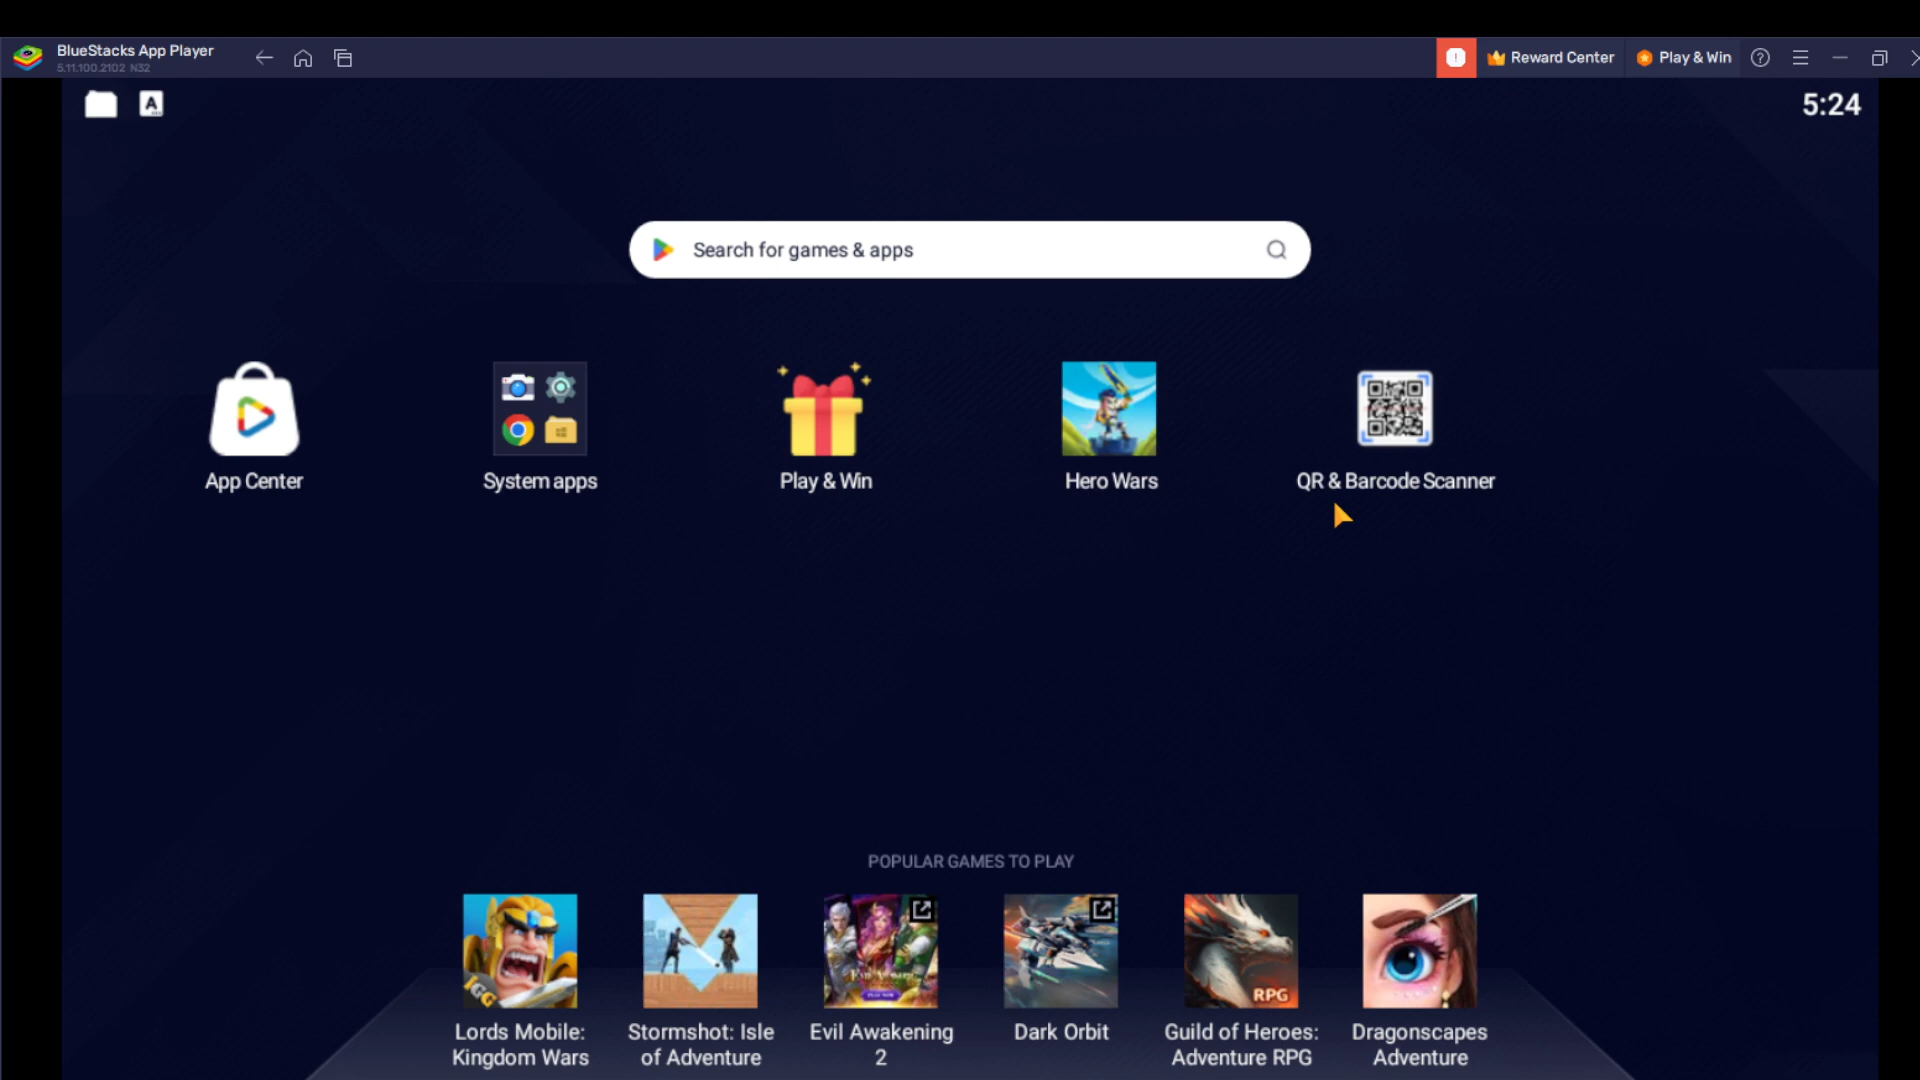 BlueStacks App Player
5.11.100.2102 N32
Reward Center
Play & Win
A
5:24
Search for games & apps
App Center
System apps
Play & Win
Hero Wars
QR & Barcode Scanner
POPULAR GAMES TO PLAY
IGG
RPG
Lords Mobile:
Kingdom Wars
Stormshot: Isle
of Adventure
Evil Awakening
2
Dark Orbit
Guild of Heroes:
Adventure RPG
Dragonscapes
Adventure